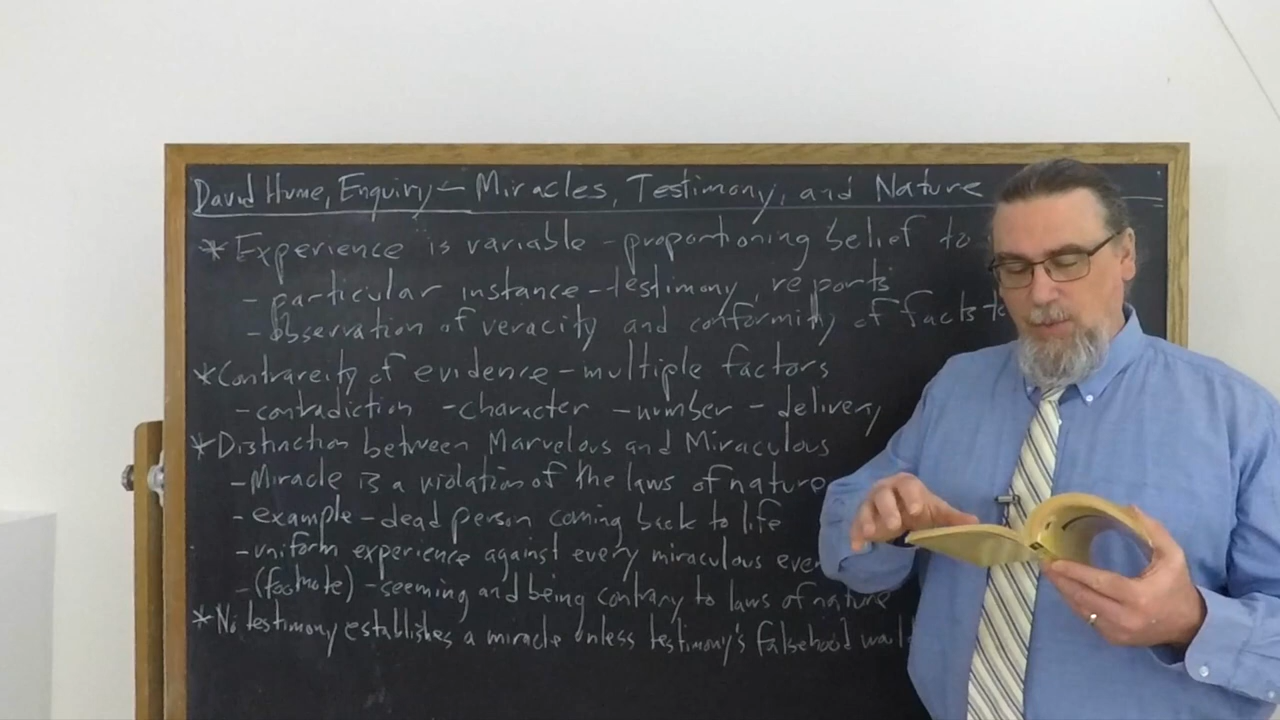 David Hume, Enquiry – Miracles, Testimony, and Nature
* Experience is variable - proportioning belief to
- particular instance - testimony, reports
- observation of veracity and conformity of facts to
* Contrareity of evidence - multiple factors
- contradiction - character - number - delivery
* Distinction between Marvelous and Miraculous
- Miracle is a violation of the laws of nature
- example - dead person coming back to life
- uniform experience against every miraculous eve
- (footnote) - seeming and being contrary to laws of nature
* No testimony establishes a miracle unless testimony's falsehood would